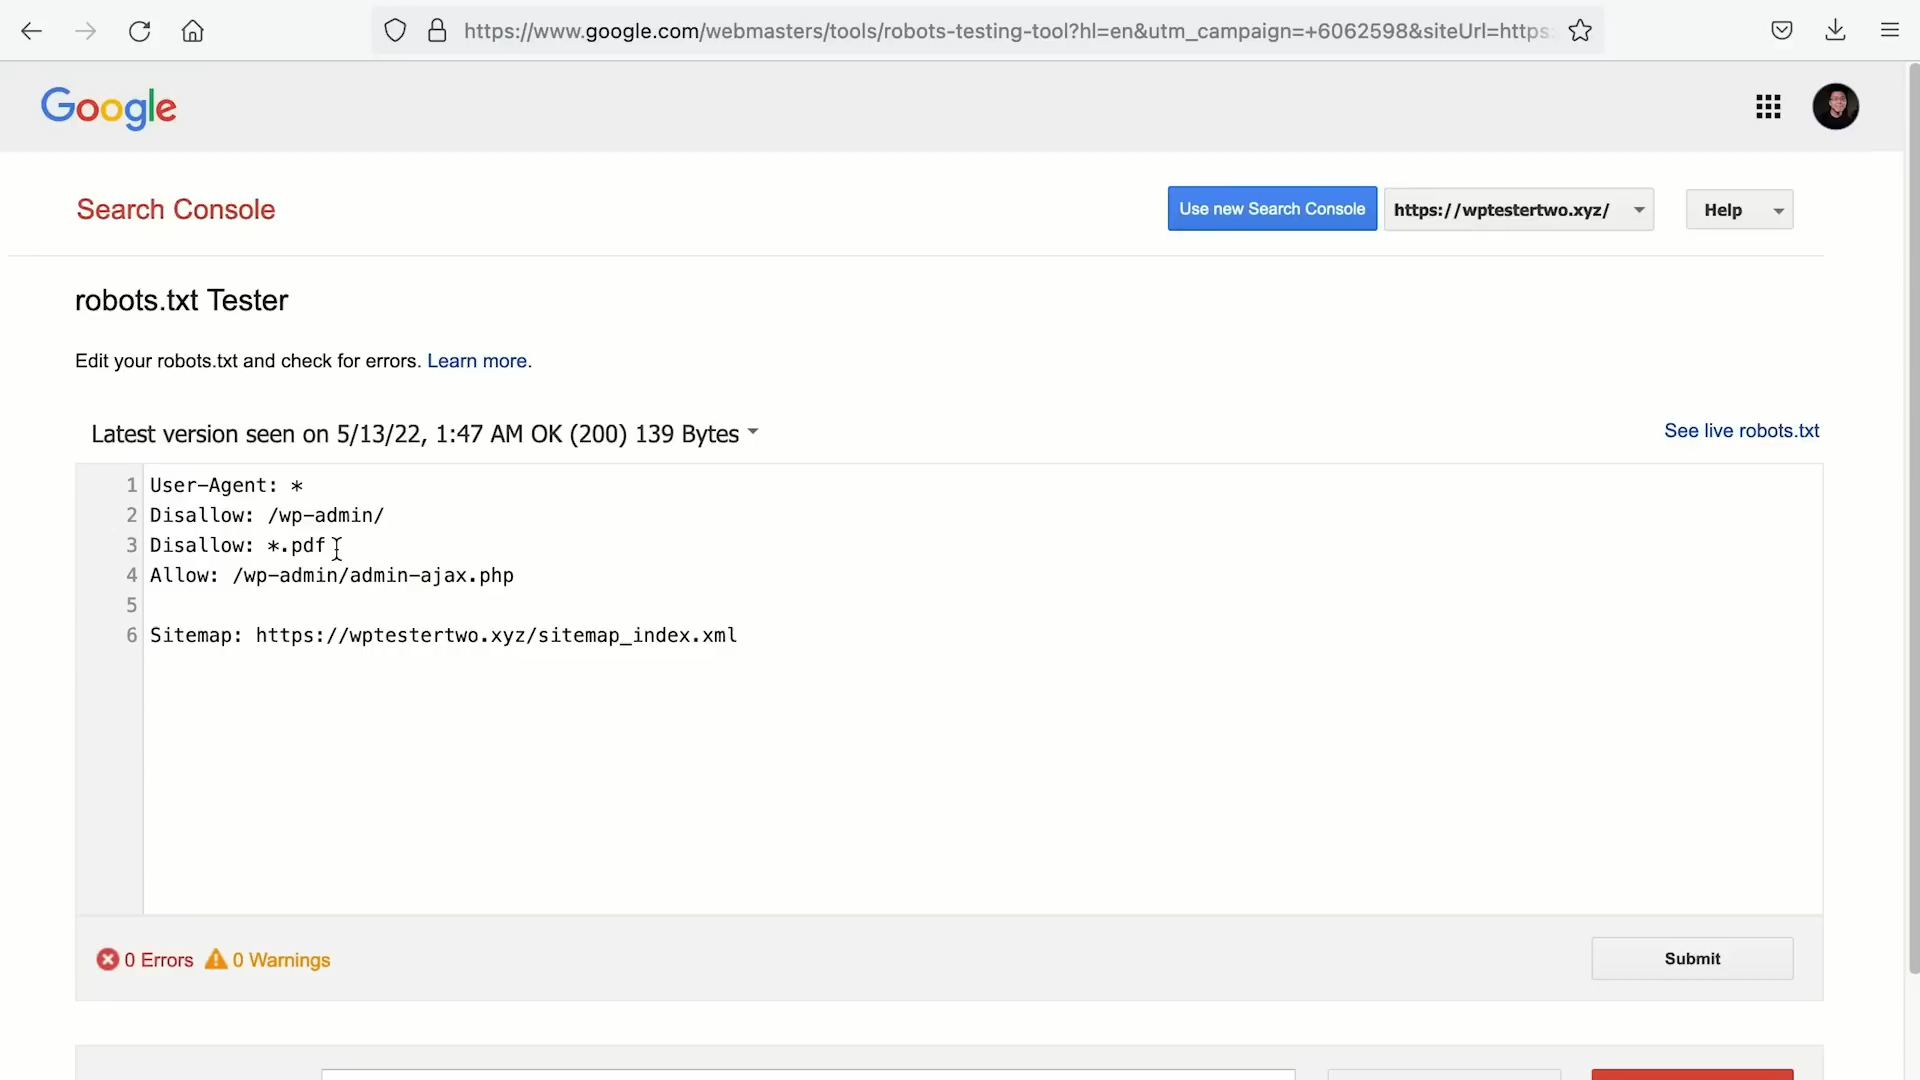 https://www.google.com/webmasters/tools/robots-testing-tool?hl=en&utm_campaign=+6062598&siteUrl=https:
Google
Search Console
Use new Search Console
https://wptestertwo.xyz/
Help
robots.txt Tester
Edit your robots.txt and check for errors. Learn more.
Latest version seen on 5/13/22, 1:47 AM OK (200) 139 Bytes
See live robots.txt
1 User-Agent: *
2 Disallow: /wp-admin/
3 Disallow: *.pdf
4 Allow: /wp-admin/admin-ajax.php
5
6 Sitemap: https://wptestertwo.xyz/sitemap_index.xml
0 Errors
0 Warnings
Submit